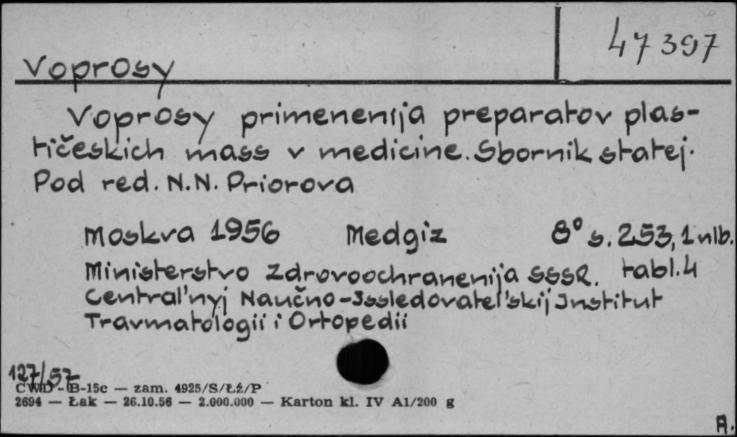 47397
Voprosy
Voprosy primenenija preparatov plas-
tičeskich mass v medicine. Sbornik statej.
Pod red. N.N. Priorova
Moskva 1956 Medgiz 8° s. 253, 1 nlb.
Ministerstvo Zdrovoochranenija SSSR. tabl. 4
Central'nyj Naučno-Issledovatel'skij Institut
Travmatologii i Ortopedii
127/57
CWD - B-15c — zam. 4925/S/Łż/P
2694 — Łak — 26.10.56 — 2.000.000 — Karton kl. IV A1/200 g
A.